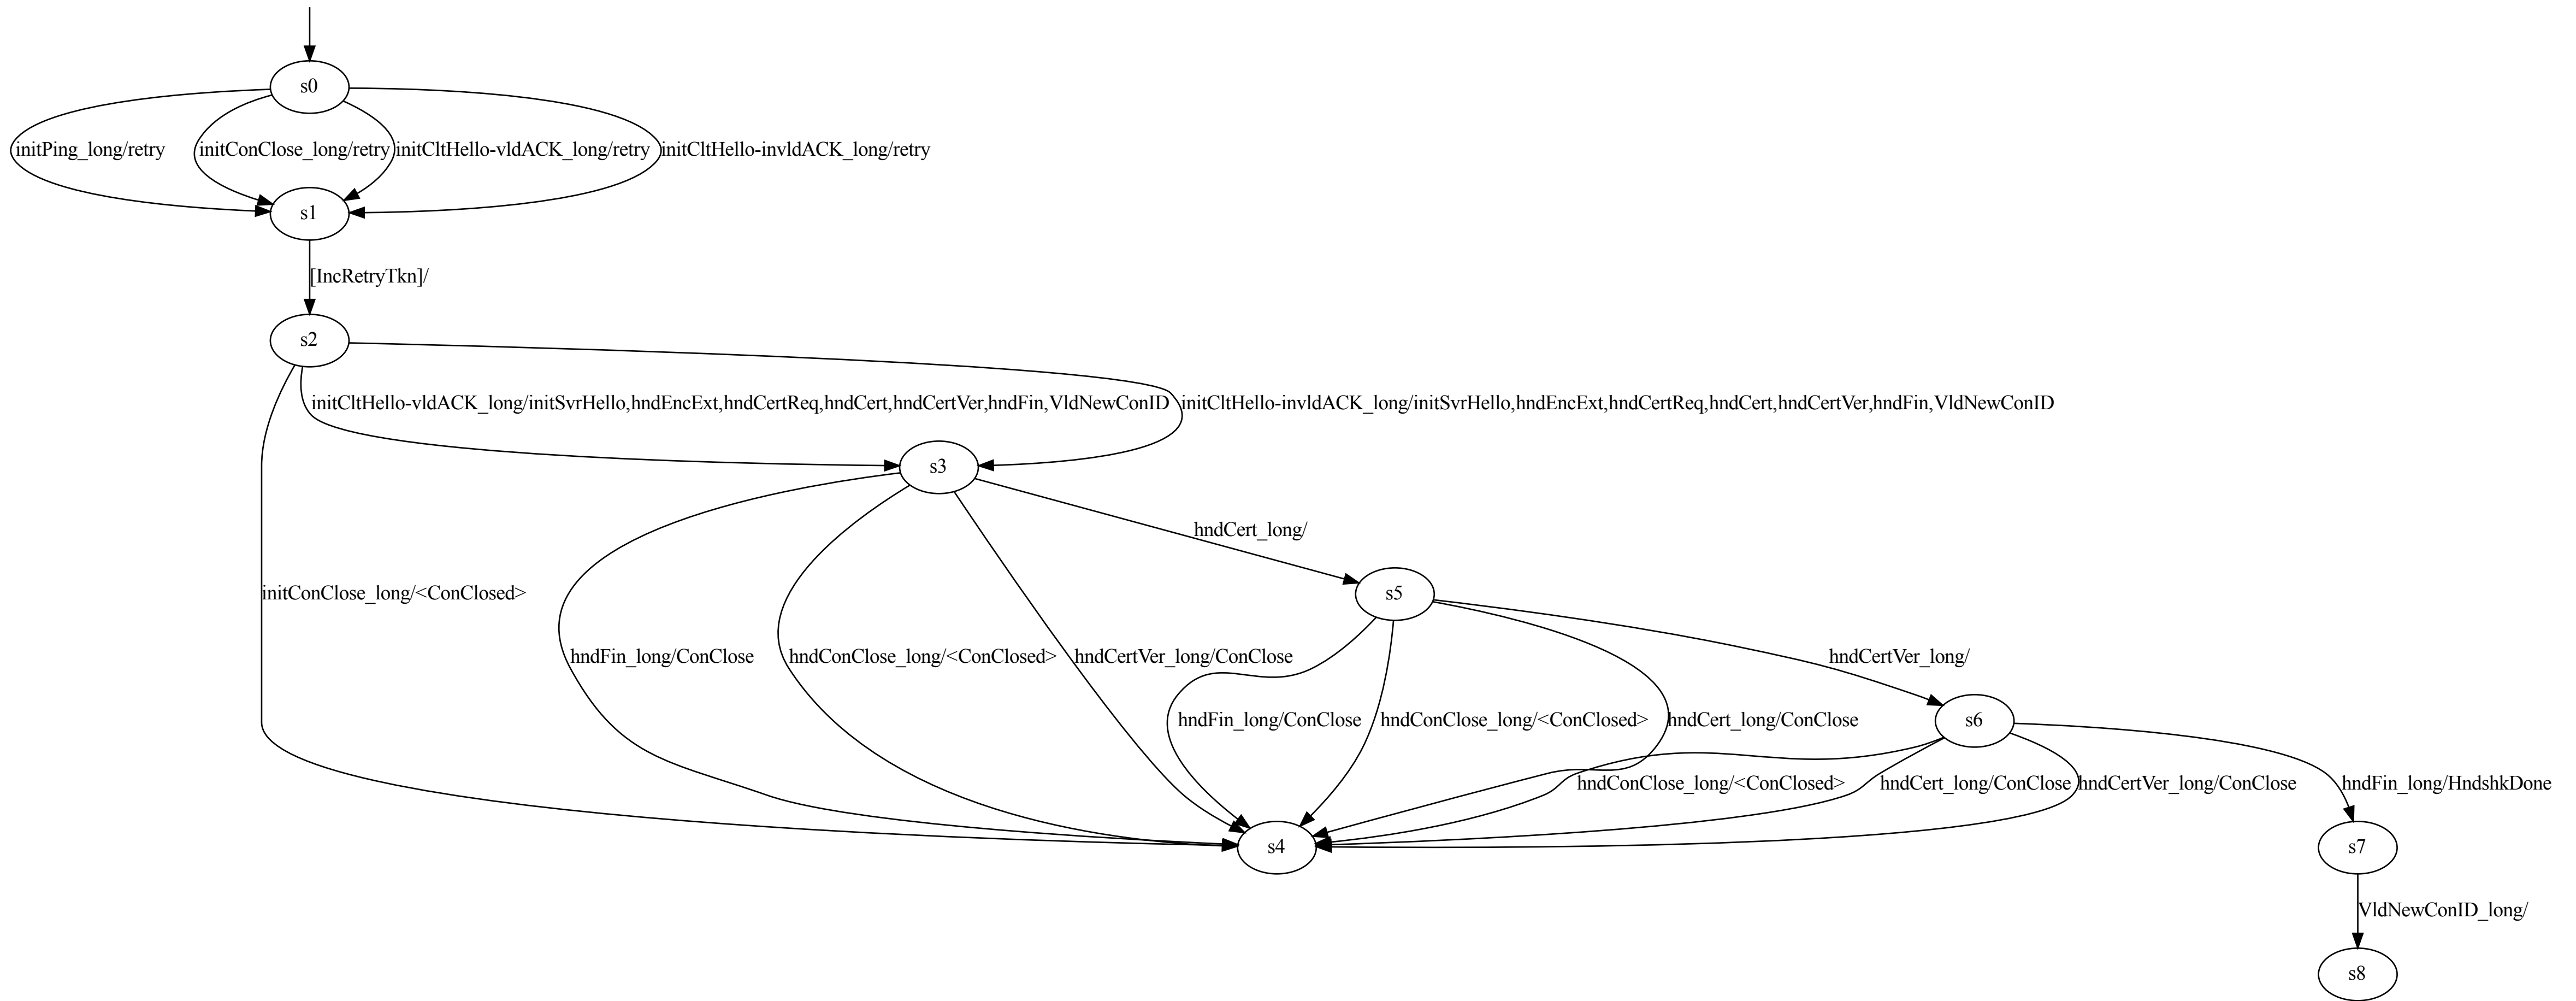 s0
initPing_long/retry
initConClose_long/retry
initCltHello-vldACK_long/retry
initCltHello-invldACK_long/retry
s1
[IncRetryTkn]/
s2
initCltHello-vldACK_long/initSvrHello,hndEncExt,hndCertReq,hndCert,hndCertVer,hndFin,VldNewConID
initCltHello-invldACK_long/initSvrHello,hndEncExt,hndCertReq,hndCert,hndCertVer,hndFin,VldNewConID
s3
hndCert_long/
initConClose_long/<ConClosed>
s5
hndFin_long/ConClose
hndConClose_long/<ConClosed>
hndCertVer_long/ConClose
hndCertVer_long/
hndFin_long/ConClose
hndConClose_long/<ConClosed>
hndCert_long/ConClose
s6
hndConClose_long/<ConClosed>
hndCert_long/ConClose
hndCertVer_long/ConClose
hndFin_long/HndshkDone
s4
s7
VldNewConID_long/
s8